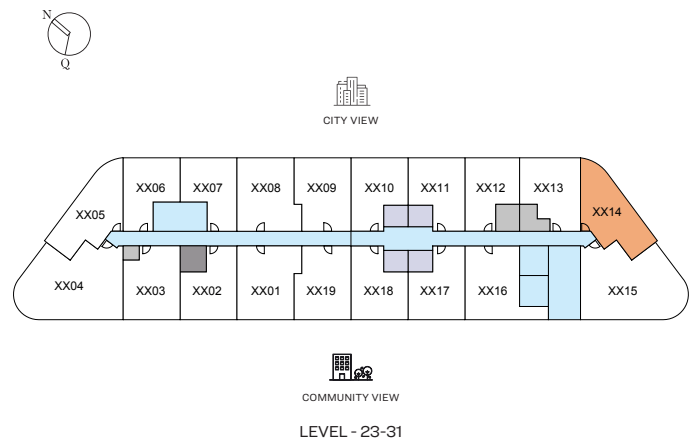 N
Q
CITY VIEW
XX06 XX07 XX08 XX09 XX10 XX11 XX12 XX13
XX05 XX14
XX04 XX03 XX02 XX01 XX19 XX18 XX17 XX16 XX15
COMMUNITY VIEW
LEVEL - 23-31